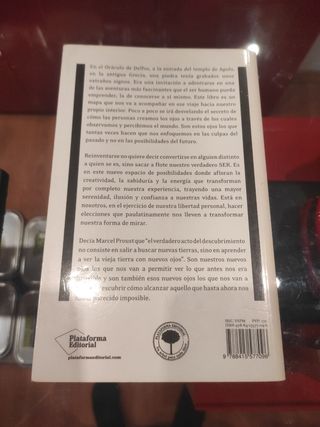 En el Oráculo de Delfos, a la entrada del templo de Apolo,
en la antigua Grecia, una piedra tenía grabados unos
extraños signos. Era una invitación a adentrarse en una
de las aventuras más fascinantes que el ser humano puede
emprender, la de conocerse a sí mismo. Este libro es un
mapa que nos va a acompañar en ese viaje hacia nuestro
propio interior. Poco a poco se irá desvelando el secreto de
cómo las personas creamos los ojos a través de los cuales
observamos y percibimos el mundo. Son estos ojos los que
tantas veces hacen que nos enfoquemos en las culpas del
pasado y no en las posibilidades del futuro.
Reinventarse no quiere decir convertirse en alguien distinto
a quien se es, sino sacar a flote nuestro verdadero SER. Es
en este nuevo espacio de posibilidades donde afloran la
creatividad, la sabiduría y la energía que transforman
por completo nuestra experiencia, trayendo una mayor
serenidad, ilusión y confianza a nuestras vidas. Está en
nosotros, en el ejercicio de nuestra libertad personal, hacer
elecciones que paulatinamente nos lleven a transformar
nuestra forma de mirar.
Decía Marcel Proust que "el verdadero acto del descubrimiento
no consiste en salir a buscar nuevas tierras, sino en aprender
a ver la vieja tierra con nuevos ojos". Son nuestros nuevos
ojos los que nos van a permitir ver lo que antes nos era
invisible y son también esos nuevos ojos los que nos van a
descubrir cómo alcanzar aquello que hasta ahora nos
parecido imposible.
Plataforma
Editorial
plataformaeditorial.com
PLATAFORMA EDITORIAL
9 788415 577096